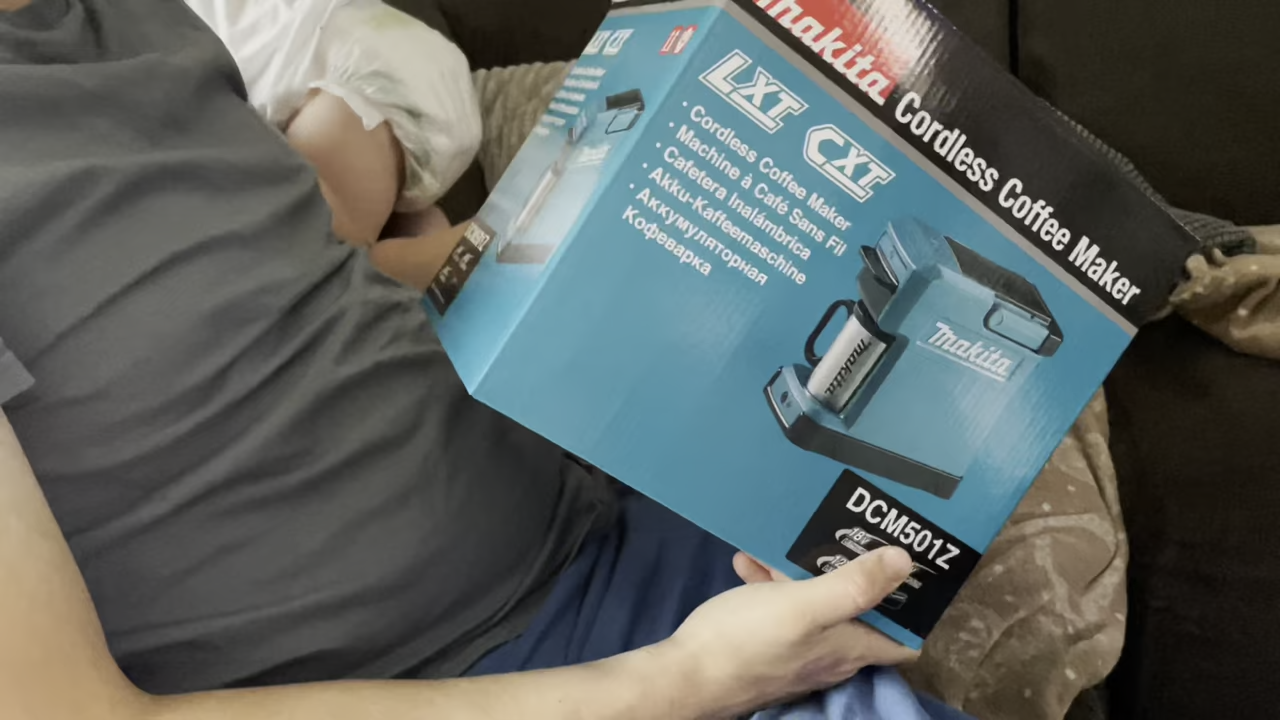 makita
Cordless Coffee Maker
LXT CXT
· Cordless Coffee Maker
· Machine à Café Sans Fil
· Cafetera Inalámbrica
· Akku-Kaffeemaschine
· Аккумуляторная
Кофеварка
makita
makita
DCM501Z
18V